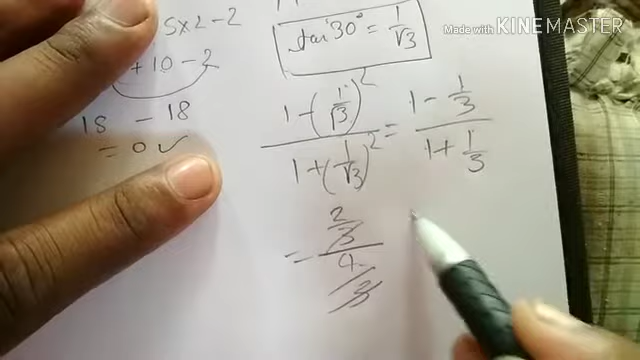 Made with KINEMASTER
5x2-2
+10-2
18 - 18
= 0 ✓
tan 30° = 1/√3
1-(1/√3)² / 1+(1/√3)² = 1 - 1/3 / 1 + 1/3
= 2/3 / 4/3